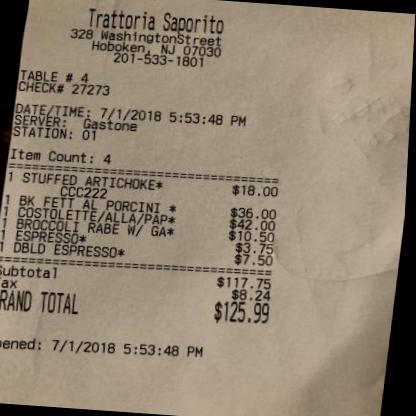 Trattoria Saporito
328 WashingtonStreet
Hoboken, NJ 07030
201-533-1801
TABLE # 4
CHECK# 27273
DATE/TIME: 7/1/2018 5:53:48 PM
SERVER: Gastone
STATION: 01
Item Count: 4
1 STUFFED ARTICHOKE* $18.00
CCC222
1 BK FETT AL PORCINI * $36.00
1 COSTOLETTE/ALLA/PAP* $42.00
1 BROCCOLI RABE W/ GA* $10.50
1 ESPRESSO* $3.75
1 DBLD ESPRESSO* $7.50
Subtotal $117.75
ax $8.24
RAND TOTAL $125.99
ened: 7/1/2018 5:53:48 PM